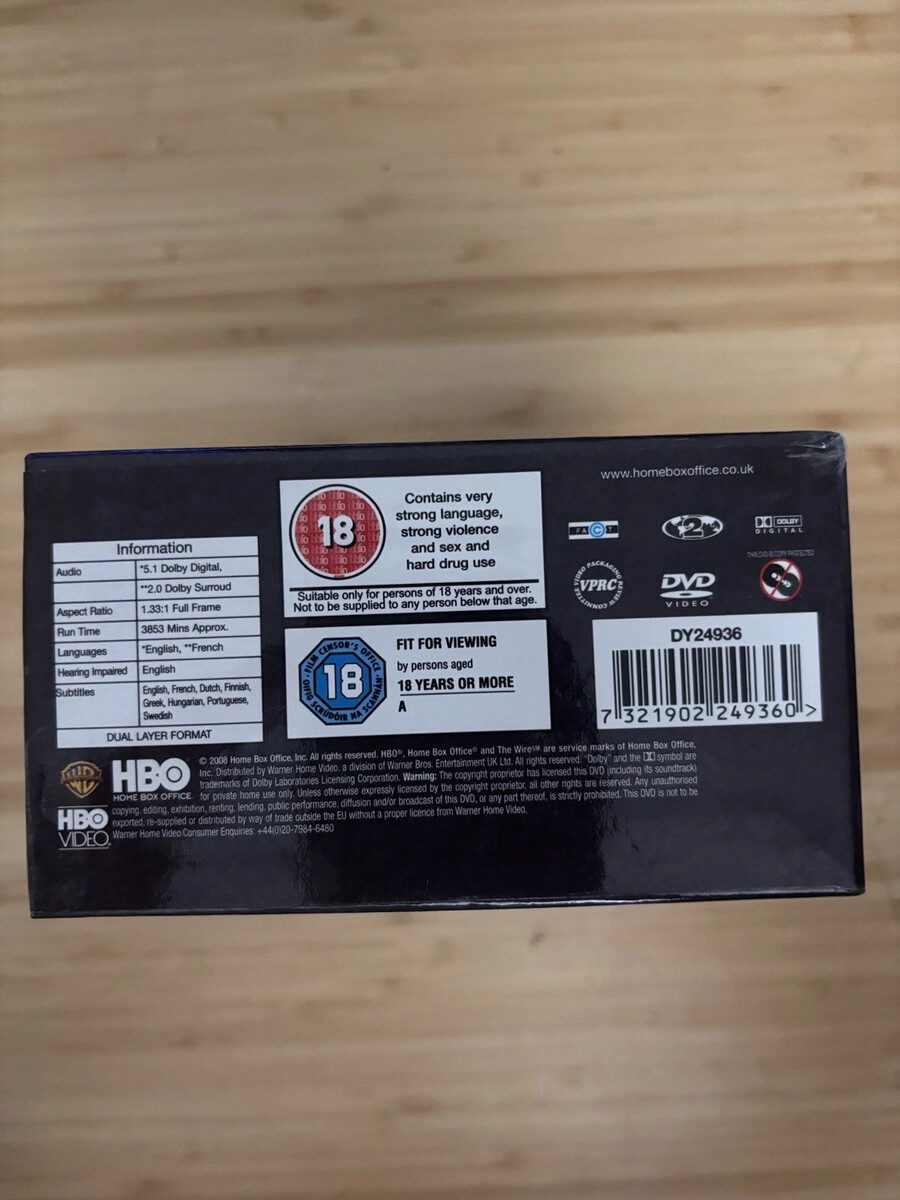 www.homeboxoffice.co.uk
Information
Audio *5.1 Dolby Digital,
**2.0 Dolby Surroud
Aspect Ratio 1.33:1 Full Frame
Run Time 3853 Mins Approx.
Languages *English, **French
Hearing Impaired English
Subtitles English, French, Dutch, Finnish,
Greek, Hungarian, Portuguese,
Swedish
DUAL LAYER FORMAT
18
Contains very
strong language,
strong violence
and sex and
hard drug use
Suitable only for persons of 18 years and over.
Not to be supplied to any person below that age.
FILM CENSOR'S OFFICE
18
OIFIG SCRÚDÓIR NA SCANNÁN
FIT FOR VIEWING
by persons aged
18 YEARS OR MORE
A
FACT
2
DOLBY
DIGITAL
VIDEO PACKAGING REVIEW COMMITTEE
VPRC
DVD
VIDEO
THIS DVD IS COPY PROTECTED
DY24936
7 321902 249360 >
HBO
HOME BOX OFFICE
HBO
VIDEO
© 2008 Home Box Office, Inc. All rights reserved. HBO®, Home Box Office® and The Wire℠ are service marks of Home Box Office,
Inc. Distributed by Warner Home Video, a division of Warner Bros. Entertainment UK Ltd. All rights reserved. "Dolby" and the symbol are
trademarks of Dolby Laboratories Licensing Corporation. Warning: The copyright proprietor has licensed this DVD (including its soundtrack)
for private home use only. Unless otherwise expressly licensed by the copyright proprietor, all other rights are reserved. Any unauthorised
copying, editing, exhibition, renting, lending, public performance, diffusion and/or broadcast of this DVD, or any part thereof, is strictly prohibited. This DVD is not to be
exported, re-supplied or distributed by way of trade outside the EU without a proper licence from Warner Home Video.
Warner Home Video Consumer Enquiries: +44(0)20-7984-6480